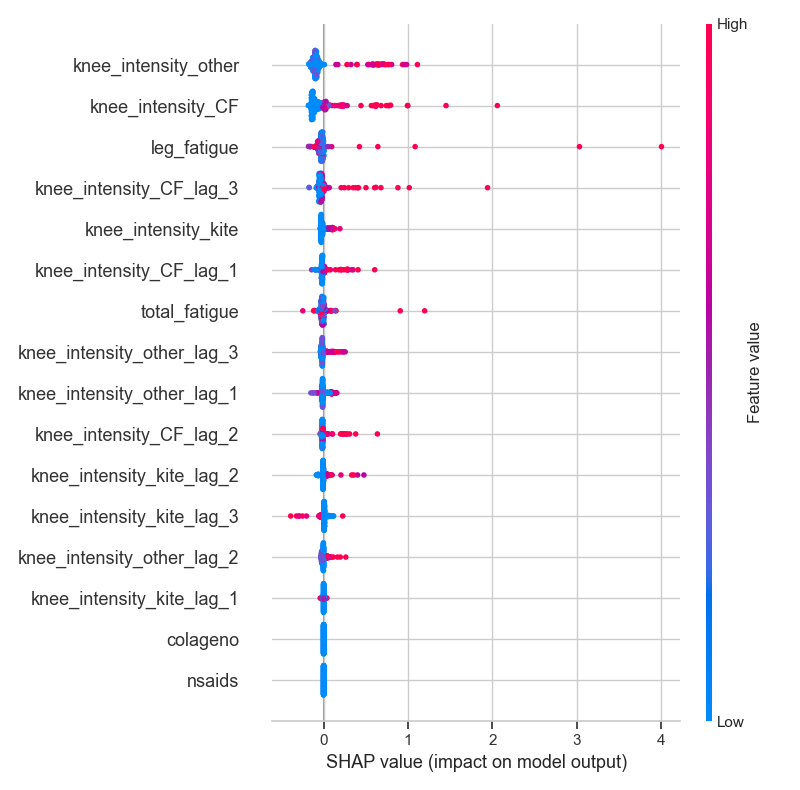 High
knee_intensity_other
knee_intensity_CF
leg_fatigue
knee_intensity_CF_lag_3
knee_intensity_kite
knee_intensity_CF_lag_1
total_fatigue
knee_intensity_other_lag_3
knee_intensity_other_lag_1
knee_intensity_CF_lag_2
knee_intensity_kite_lag_2
knee_intensity_kite_lag_3
knee_intensity_other_lag_2
knee_intensity_kite_lag_1
colageno
nsaids
Feature value
Low
0 1 2 3 4
SHAP value (impact on model output)